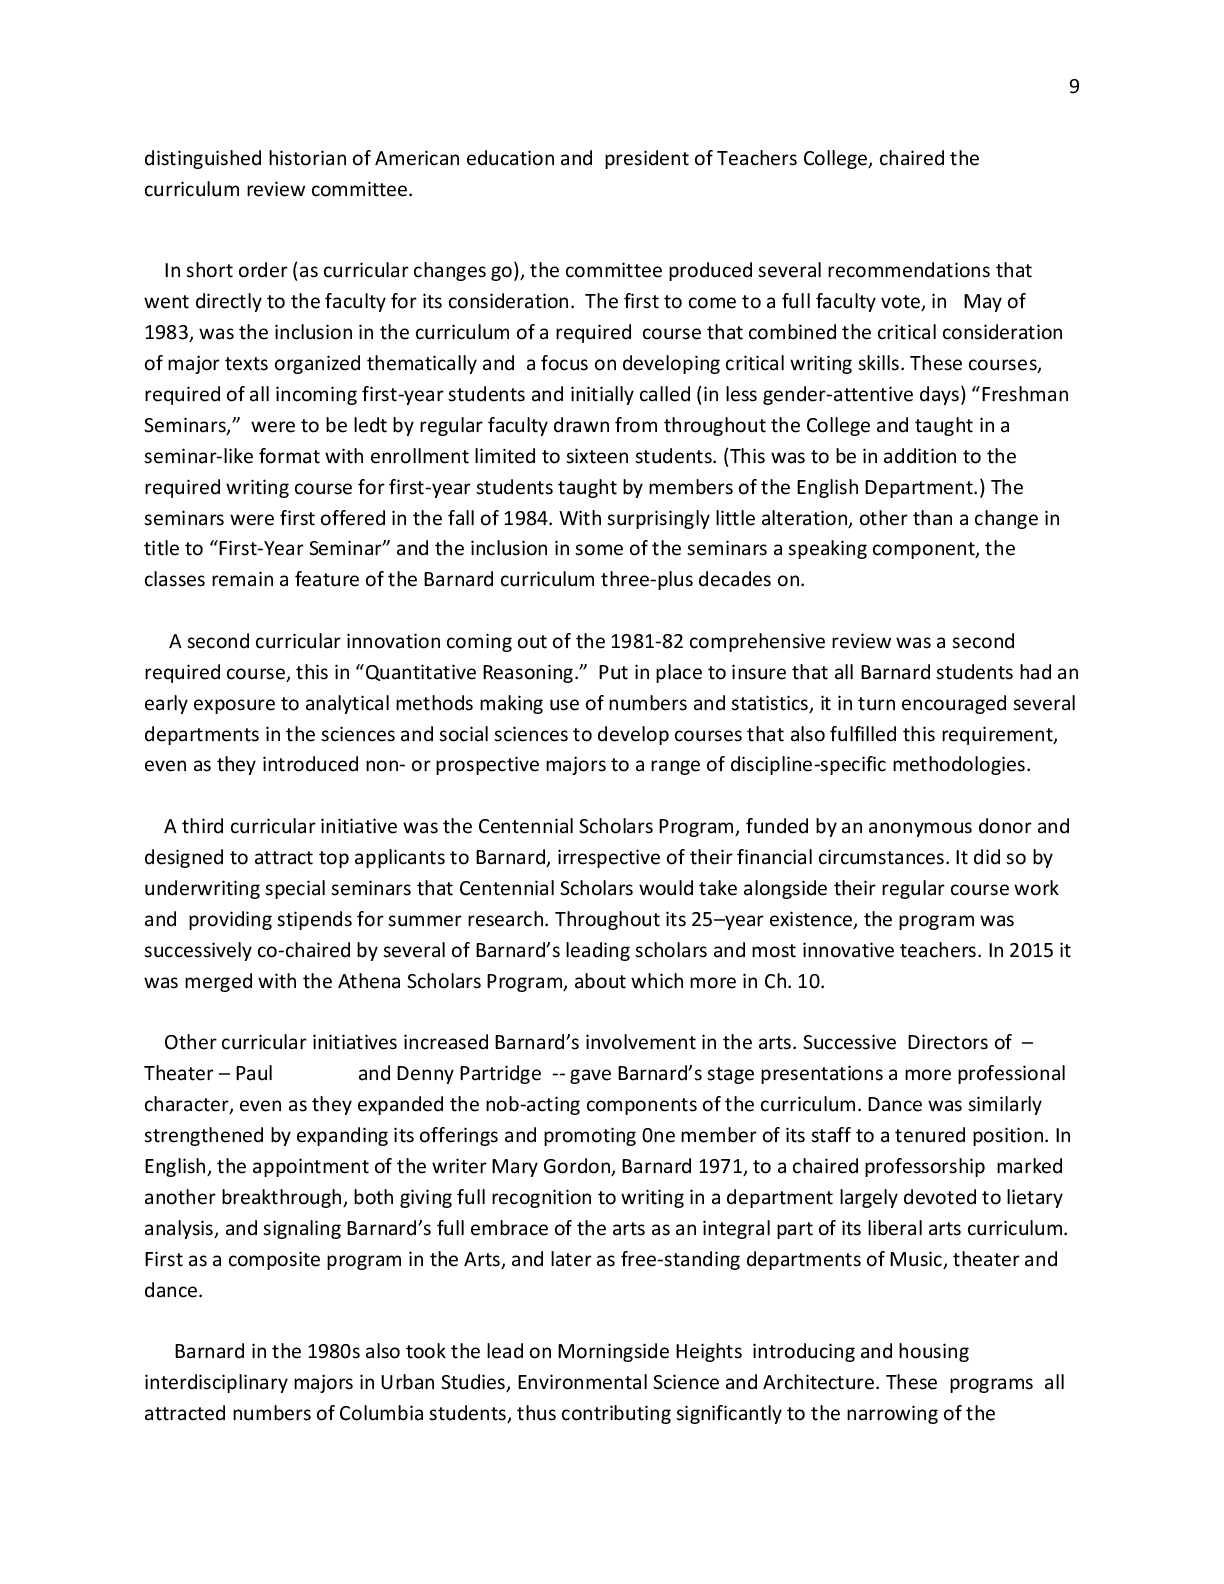 9
distinguished historian of American education and  president of Teachers College, chaired the
curriculum review committee.
In short order (as curricular changes go), the committee produced several recommendations that
went directly to the faculty for its consideration.  The first to come to a full faculty vote, in   May of
1983, was the inclusion in the curriculum of a required  course that combined the critical consideration
of major texts organized thematically and  a focus on developing critical writing skills. These courses,
required of all incoming first-year students and initially called (in less gender-attentive days) “Freshman
Seminars,”  were to be ledt by regular faculty drawn from throughout the College and taught in a
seminar-like format with enrollment limited to sixteen students. (This was to be in addition to the
required writing course for first-year students taught by members of the English Department.) The
seminars were first offered in the fall of 1984. With surprisingly little alteration, other than a change in
title to “First-Year Seminar” and the inclusion in some of the seminars a speaking component, the
classes remain a feature of the Barnard curriculum three-plus decades on.
A second curricular innovation coming out of the 1981-82 comprehensive review was a second
required course, this in “Quantitative Reasoning.”  Put in place to insure that all Barnard students had an
early exposure to analytical methods making use of numbers and statistics, it in turn encouraged several
departments in the sciences and social sciences to develop courses that also fulfilled this requirement,
even as they introduced non- or prospective majors to a range of discipline-specific methodologies.
A third curricular initiative was the Centennial Scholars Program, funded by an anonymous donor and
designed to attract top applicants to Barnard, irrespective of their financial circumstances. It did so by
underwriting special seminars that Centennial Scholars would take alongside their regular course work
and  providing stipends for summer research. Throughout its 25–year existence, the program was
successively co-chaired by several of Barnard’s leading scholars and most innovative teachers. In 2015 it
was merged with the Athena Scholars Program, about which more in Ch. 10.
Other curricular initiatives increased Barnard’s involvement in the arts. Successive  Directors of  –
Theater – Paul               and Denny Partridge  -- gave Barnard’s stage presentations a more professional
character, even as they expanded the nob-acting components of the curriculum. Dance was similarly
strengthened by expanding its offerings and promoting 0ne member of its staff to a tenured position. In
English, the appointment of the writer Mary Gordon, Barnard 1971, to a chaired professorship  marked
another breakthrough, both giving full recognition to writing in a department largely devoted to lietary
analysis, and signaling Barnard’s full embrace of the arts as an integral part of its liberal arts curriculum.
First as a composite program in the Arts, and later as free-standing departments of Music, theater and
dance.
Barnard in the 1980s also took the lead on Morningside Heights  introducing and housing
interdisciplinary majors in Urban Studies, Environmental Science and Architecture. These  programs  all
attracted numbers of Columbia students, thus contributing significantly to the narrowing of the